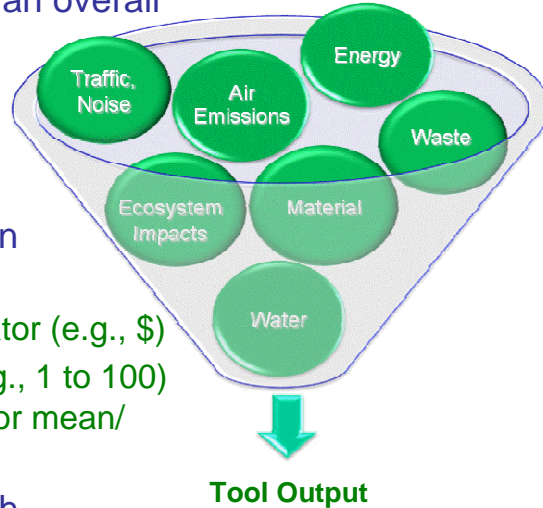 an overall
Energy
Traffic,
Noise
Air
Emissions
Waste
Ecosystem
Impacts
Material
Water
(e.g., $)
1 to 100)
or mean/
Tool Output